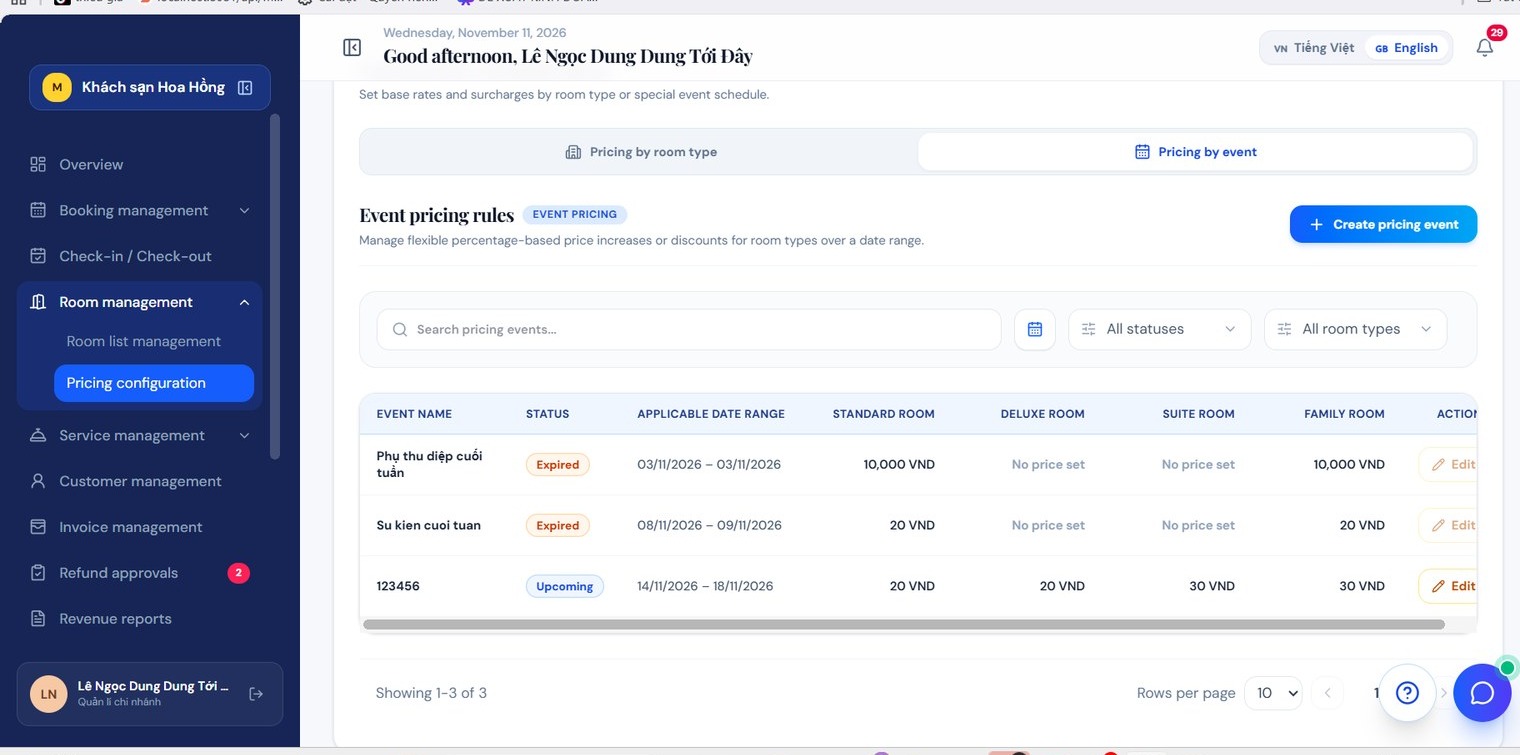 Wednesday, November 11, 2026
Good afternoon, Lê Ngọc Dung Dung Tới Đây
VN Tiếng Việt
GB English
29
M
Khách sạn Hoa Hồng
Overview
Booking management
Check-in / Check-out
Room management
Room list management
Pricing configuration
Service management
Customer management
Invoice management
Refund approvals
2
Revenue reports
LN
Lê Ngọc Dung Dung Tới ...
Quản lí chi nhánh
Set base rates and surcharges by room type or special event schedule.
Pricing by room type
Pricing by event
Event pricing rules
EVENT PRICING
Manage flexible percentage-based price increases or discounts for room types over a date range.
Create pricing event
Search pricing events...
All statuses
All room types
EVENT NAME STATUS APPLICABLE DATE RANGE STANDARD ROOM DELUXE ROOM SUITE ROOM FAMILY ROOM ACTION
Phụ thu diệp cuối
tuần
Expired 03/11/2026 – 03/11/2026 10,000 VND No price set No price set 10,000 VND Edit
Su kien cuoi tuan Expired 08/11/2026 – 09/11/2026 20 VND No price set No price set 20 VND Edit
123456 Upcoming 14/11/2026 – 18/11/2026 20 VND 20 VND 30 VND 30 VND Edit
Showing 1-3 of 3
Rows per page 10
1